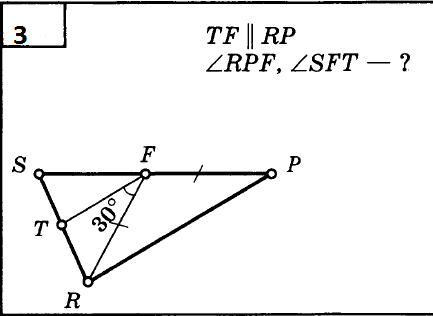 3
TF ∥ RP
∠RPF, ∠SFT — ?
S
F
P
30°
T
R